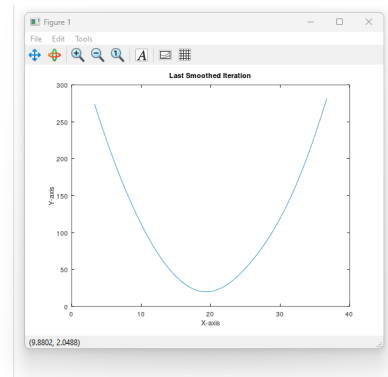 Figure 1
File Edit Tools
A
Last Smoothed Iteration
300
250
200
150
100
50
0
Y-axis
0 10 20 30 40
X-axis
(9.8802, 2.0488)